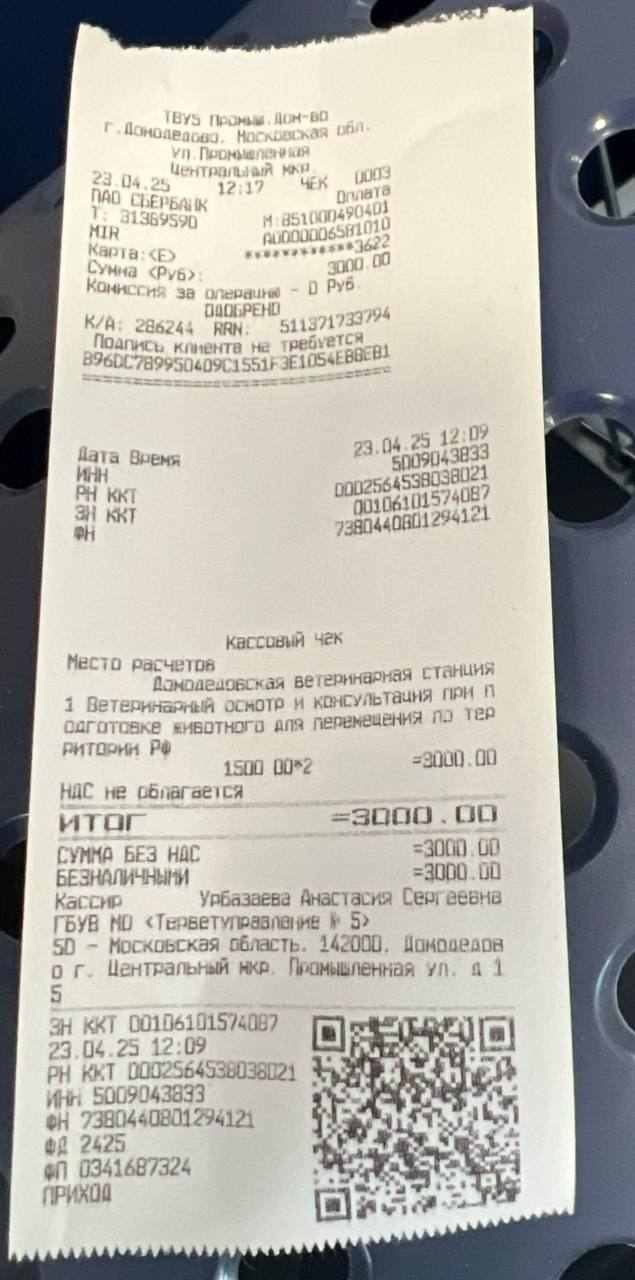 ТВУ5 Промыш.Дом-во
г.Домодедово. Московская обл.
ул.Промышленная
Центральный мкр.
23.04.25 12:17 ЧЕК 0003
ПАО СБЕРБАНК Оплата
Т: 31369590 М:851000490401
MIR A0000006581010
Карта:<E> ************3622
Сумма <Руб>: 3000.00
Комиссия за операцию - 0 Руб.
ОДОБРЕНО
К/А: 286244 RRN: 511371733794
Подпись клиента не требуется
B96DC789950409C1551F3E1054EBBEB1
================================
Дата Время 23.04.25 12:09
ИНН 5009043833
РН ККТ 0002564538038021
ЗН ККТ 00106101574087
ФН 7380440801294121
Кассовый чек
Место расчетов
Домодедовская ветеринарная станция
1 Ветеринарный осмотр и консультация при п
одготовке животного для перемещения по тер
ритории РФ
1500 00*2 =3000.00
НДС не облагается
ИТОГ =3000.00
СУММА БЕЗ НДС =3000.00
БЕЗНАЛИЧНЫМИ =3000.00
Кассир Урбазаева Анастасия Сергеевна
ГБУВ МО <Терветуправление № 5>
50 - Московская область. 142000. Домодедов
о г. Центральный мкр. Промышленная ул. д 1
5
ЗН ККТ 00106101574087
23.04.25 12:09
РН ККТ 0002564538038021
ИНН 5009043833
ФН 7380440801294121
ФД 2425
ФП 0341687324
ПРИХОД